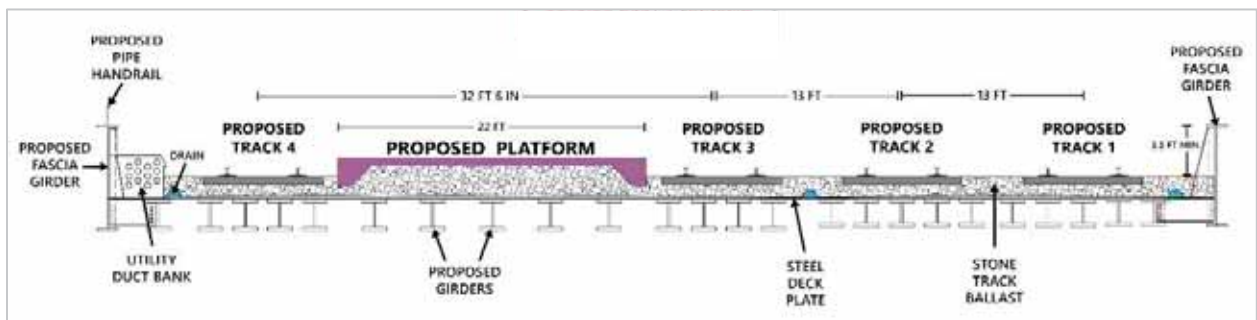 PROPOSED
PIPE
HANDRAIL
PROPOSED
FASCIA
GIRDER
32 FT 6 IN
13 FT
13 FT
22 FT
PROPOSED
TRACK 4
PROPOSED PLATFORM
PROPOSED
TRACK 3
PROPOSED
TRACK 2
PROPOSED
TRACK 1
PROPOSED
FASCIA
GIRDER
DRAIN
FT MIN.
UTILITY
DUCT BANK
PROPOSED
GIRDERS
STEEL
DECK
PLATE
STONE
TRACK
BALLAST